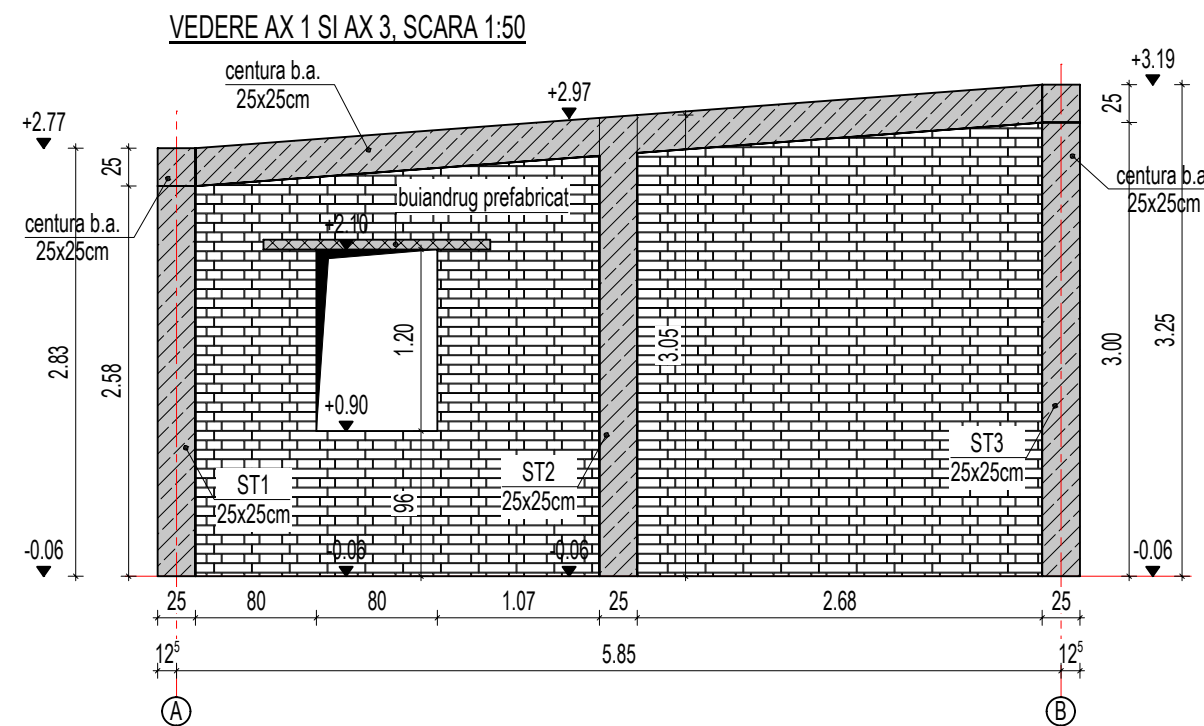 VEDERE AX 1 SI AX 3, SCARA 1:50
centura b.a.
25x25cm
+3.19
+2.97
+2.77
25
25
centura b.a.
25x25cm
buiandrug prefabricat
centura b.a.
25x25cm
+2.10
2.83
2.58
1.20
3.05
3.00
3.25
+0.90
ST1
25x25cm
96
ST2
25x25cm
ST3
25x25cm
-0.06
-0.06
-0.06
-0.06
25
80
80
1.07
25
2.68
25
12⁵
5.85
12⁵
A
B